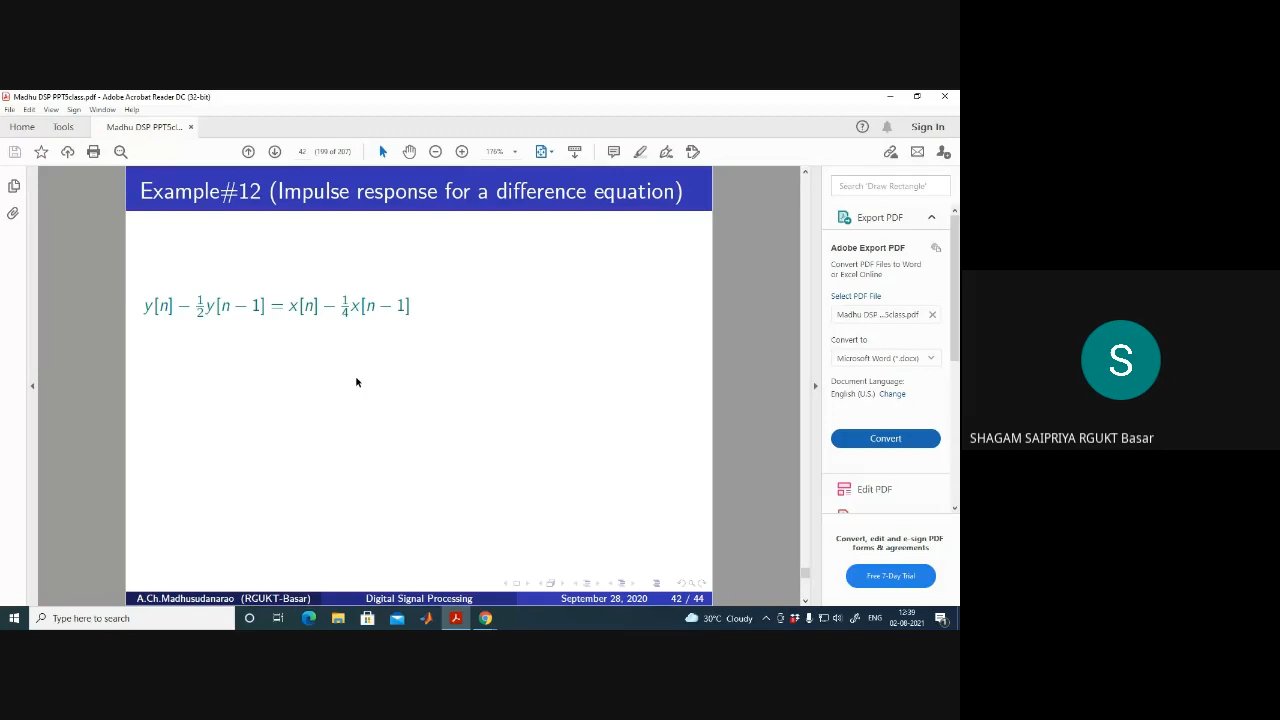 Madhu DSP PPT5class.pdf - Adobe Acrobat Reader DC (32-bit)
File Edit View Sign Window Help
Home Tools Madhu DSP PPT5cl... × Sign In
42 (199 of 207) 176%
Example#12 (Impulse response for a difference equation)
y[n] − 1/2 y[n − 1] = x[n] − 1/4 x[n − 1]
A.Ch.Madhusudanarao (RGUKT-Basar) Digital Signal Processing September 28, 2020 42 / 44
Search 'Draw Rectangle'
Export PDF
Adobe Export PDF
Convert PDF Files to Word
or Excel Online
Select PDF File
Madhu DSP ...5class.pdf
Convert to
Microsoft Word (*.docx)
Document Language:
English (U.S.) Change
Convert
Edit PDF
Convert, edit and e-sign PDF
forms & agreements
Free 7-Day Trial
Type here to search
30°C Cloudy
ENG
12:39
02-08-2021
S
SHAGAM SAIPRIYA RGUKT Basar